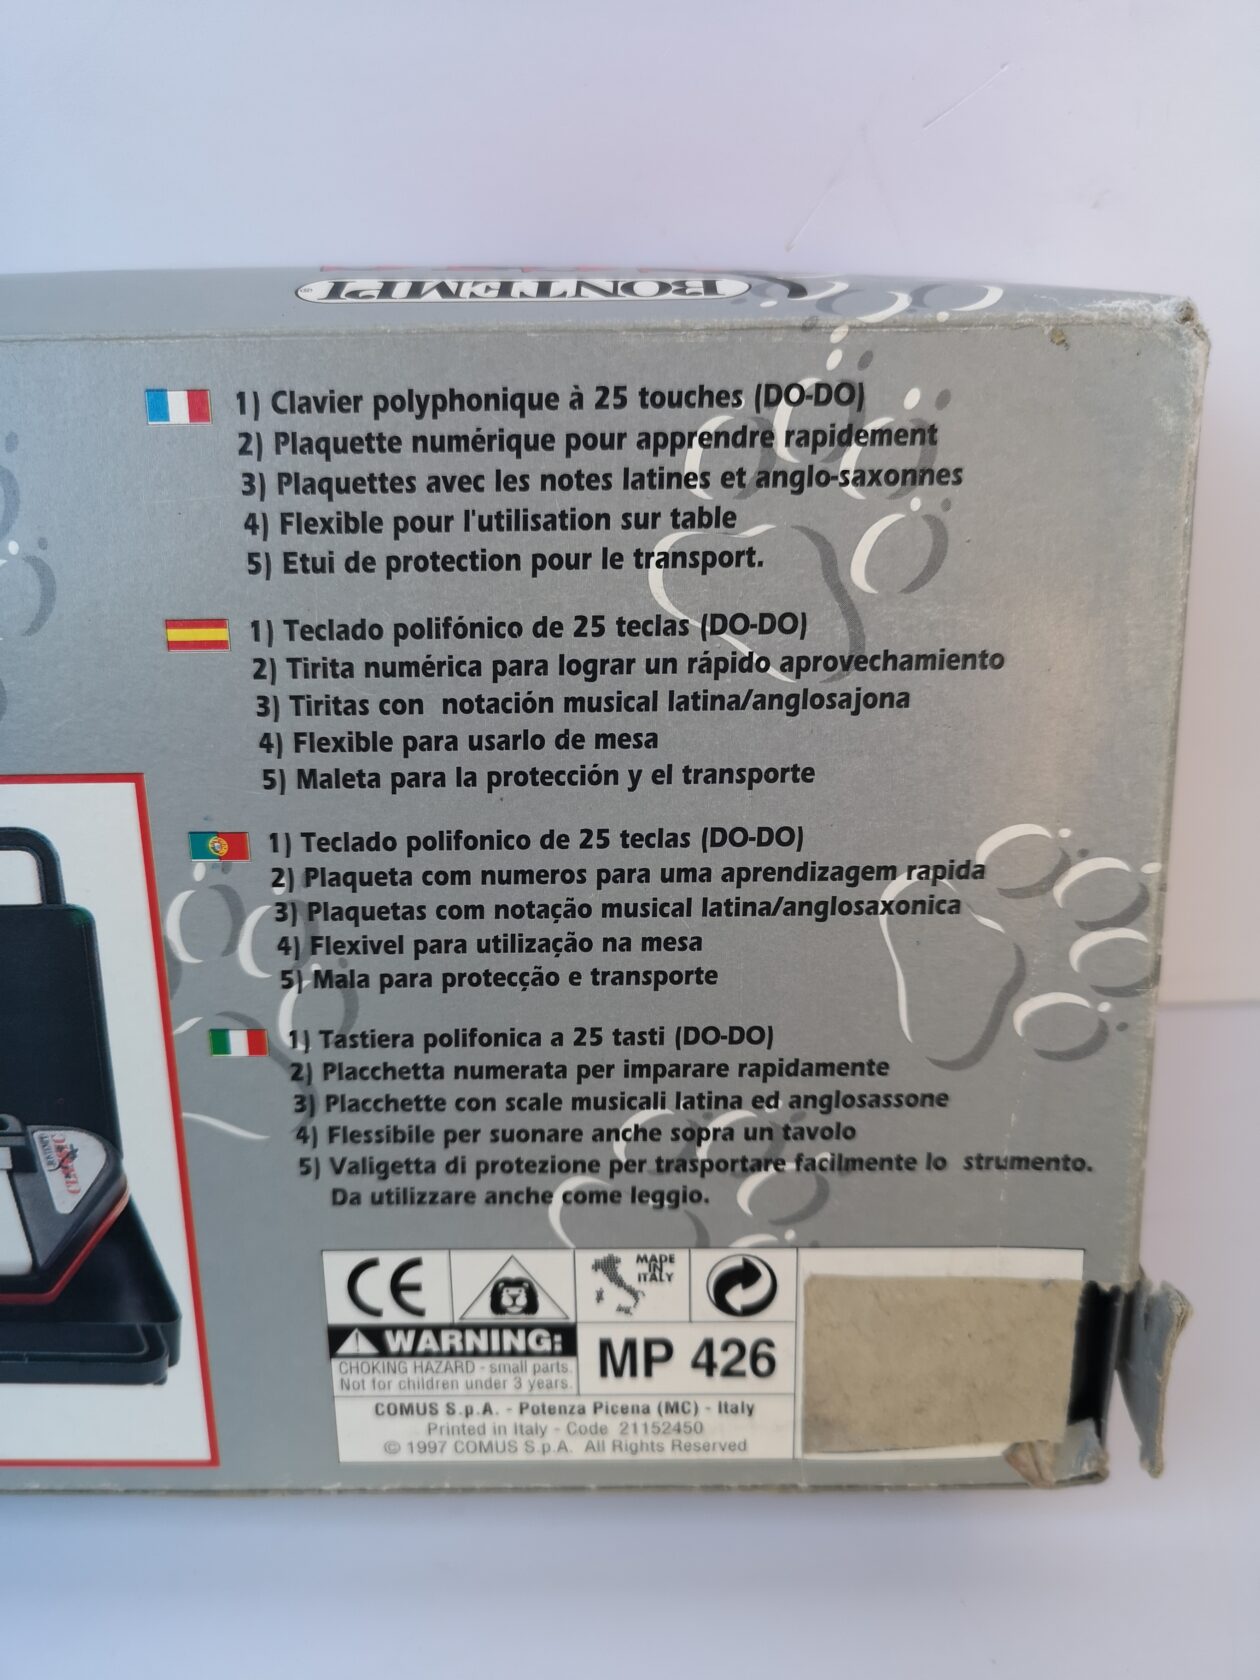 BONTEMPI®
1) Clavier polyphonique à 25 touches (DO-DO)
2) Plaquette numérique pour apprendre rapidement
3) Plaquettes avec les notes latines et anglo-saxonnes
4) Flexible pour l'utilisation sur table
5) Etui de protection pour le transport.
1) Teclado polifónico de 25 teclas (DO-DO)
2) Tirita numérica para lograr un rápido aprovechamiento
3) Tiritas con notación musical latina/anglosajona
4) Flexible para usarlo de mesa
5) Maleta para la protección y el transporte
1) Teclado polifonico de 25 teclas (DO-DO)
2) Plaqueta com numeros para uma aprendizagem rapida
3) Plaquetas com notação musical latina/anglosaxonica
4) Flexivel para utilização na mesa
5) Mala para protecção e transporte
1) Tastiera polifonica a 25 tasti (DO-DO)
2) Placchetta numerata per imparare rapidamente
3) Placchette con scale musicali latina ed anglosassone
4) Flessibile per suonare anche sopra un tavolo
5) Valigetta di protezione per trasportare facilmente lo strumento.
Da utilizzare anche come leggio.
CE
MADE
IN
ITALY
WARNING:
CHOKING HAZARD - small parts.
Not for children under 3 years.
MP 426
COMUS S.p.A. - Potenza Picena (MC) - Italy
Printed in Italy - Code 21152450
© 1997 COMUS S.p.A. All Rights Reserved